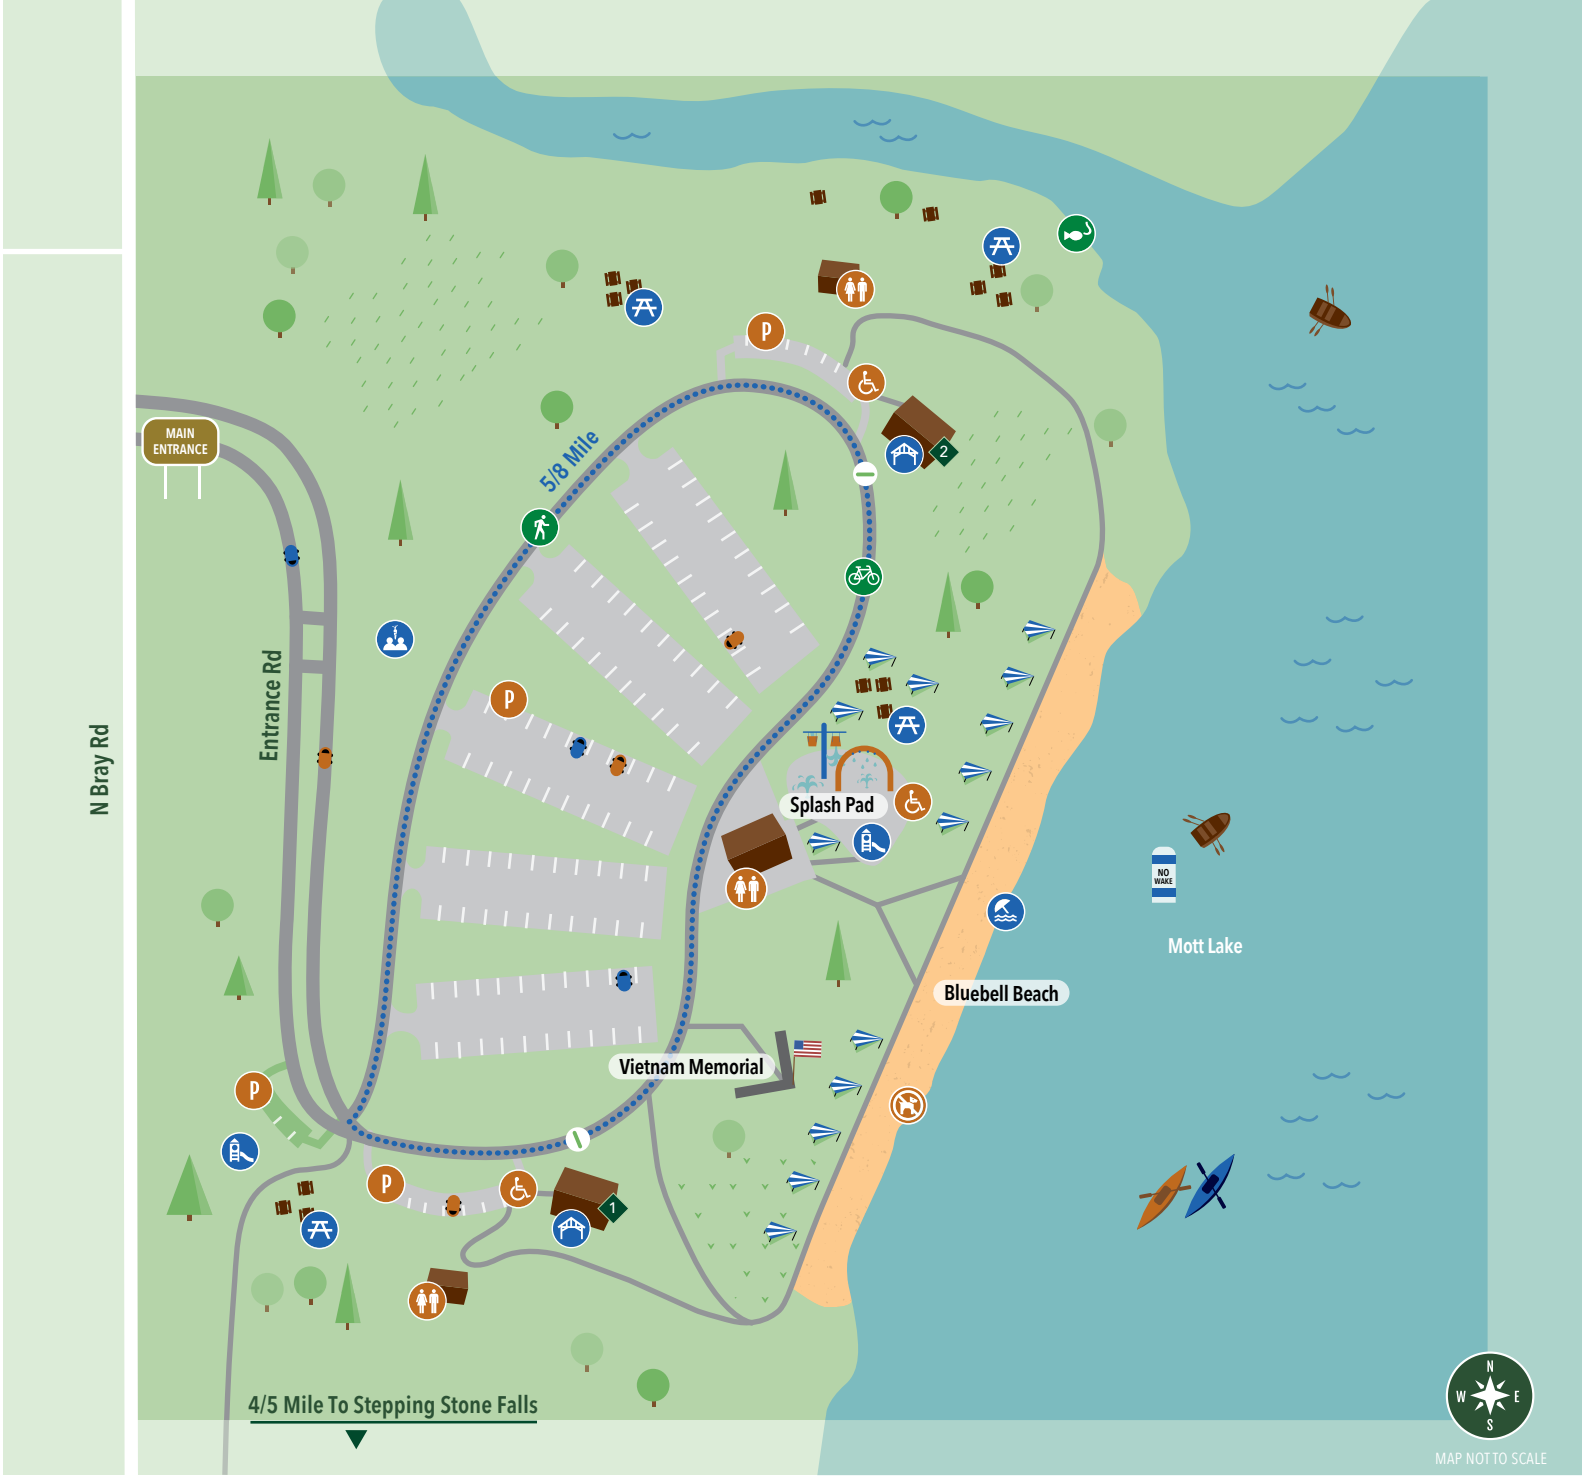 P
5/8 Mile
MAIN
ENTRANCE
2
Entrance Rd
P
N Bray Rd
Splash Pad
NO
WAKE
Mott Lake
Bluebell Beach
Vietnam Memorial
P
P
1
4/5 Mile To Stepping Stone Falls
N
W E
S
MAP NOT TO SCALE